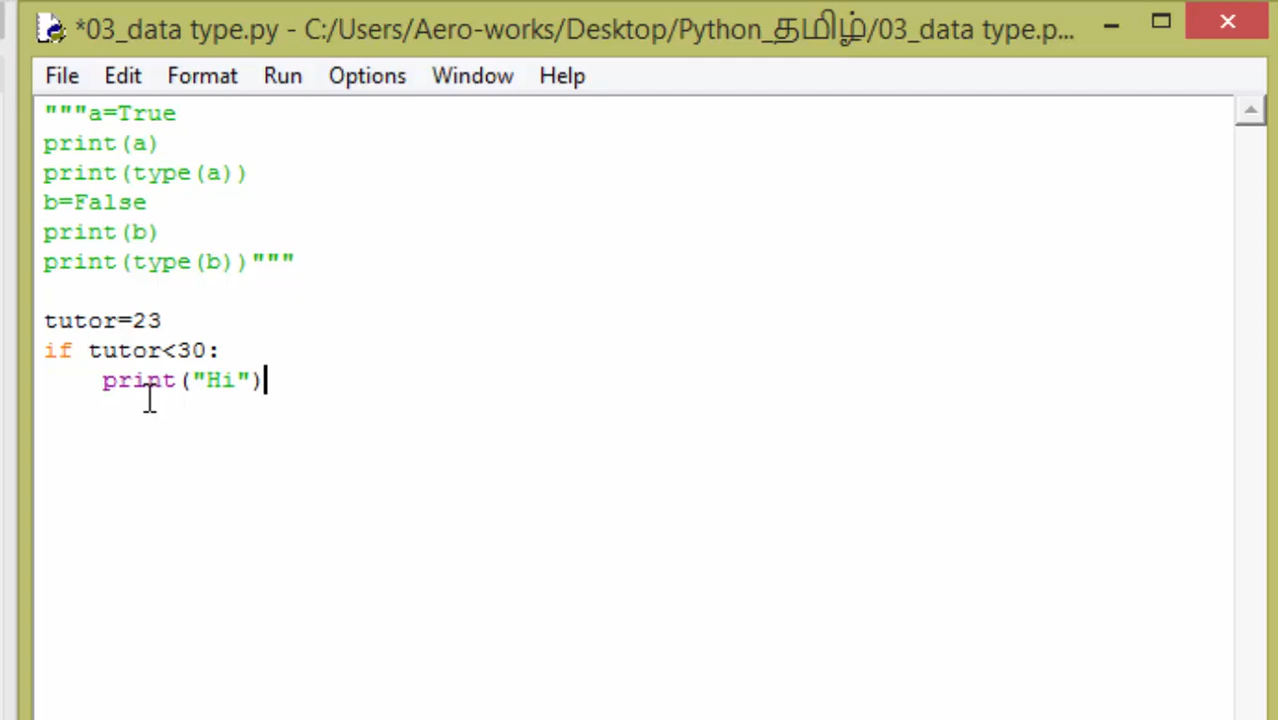 *03_data type.py - C:/Users/Aero-works/Desktop/Python_தமிழ்/03_data type.p...
File Edit Format Run Options Window Help
"""a=True
print(a)
print(type(a))
b=False
print(b)
print(type(b))"""
tutor=23
if tutor<30:
    print("Hi")